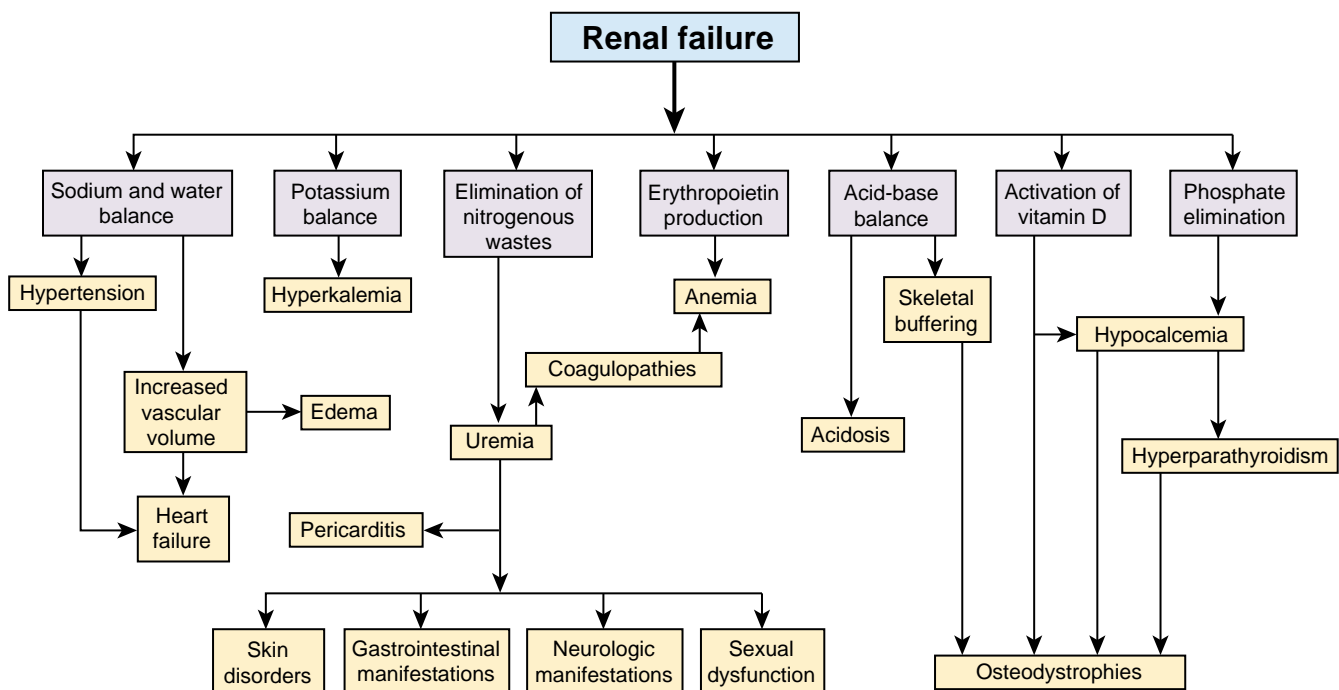 Renal failure
Sodium and water
balance
Potassium
balance
Elimination of
nitrogenous
wastes
Erythropoietin
production
Acid-base
balance
Activation of
vitamin D
Phosphate
elimination
Hypertension
Hyperkalemia
Anemia
Skeletal
buffering
Hypocalcemia
Coagulopathies
Increased
vascular
volume
Edema
Uremia
Acidosis
Hyperparathyroidism
Heart
failure
Pericarditis
Skin
disorders
Gastrointestinal
manifestations
Neurologic
manifestations
Sexual
dysfunction
Osteodystrophies